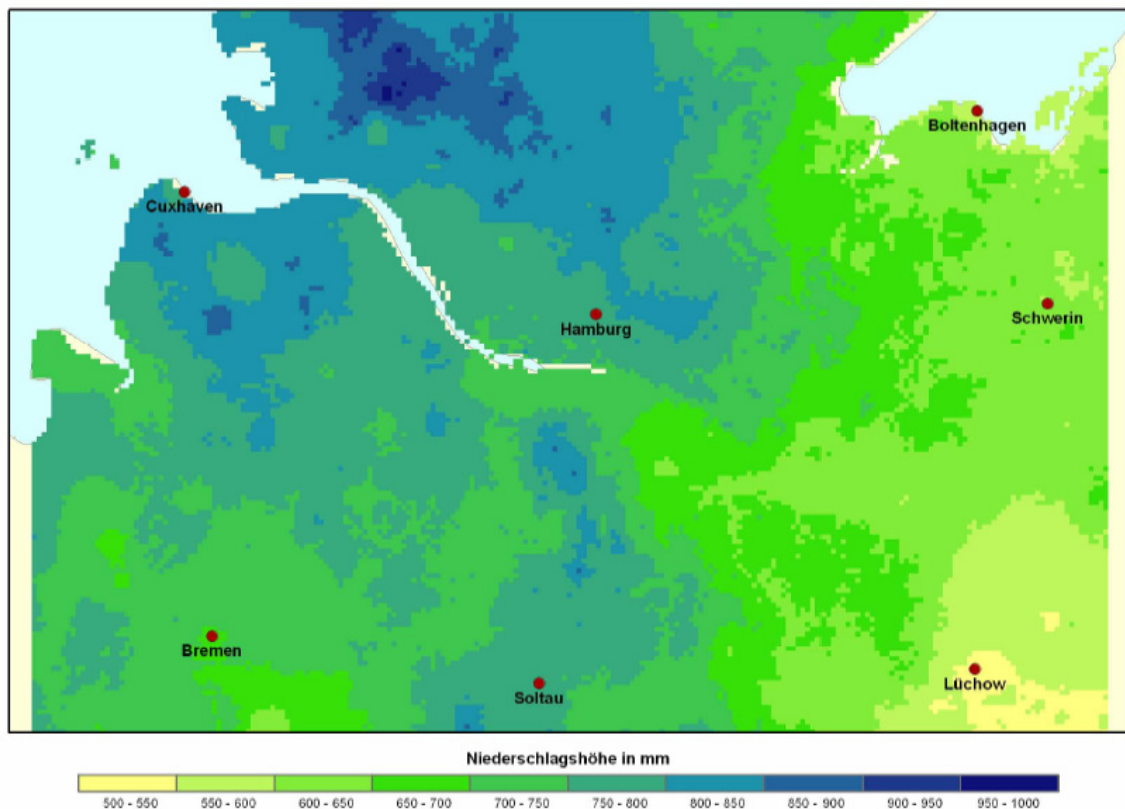 Boltenhagen
Cuxhaven
Hamburg
Schwerin
Bremen
Soltau
Lüchow
Niederschlagshöhe in mm
500 - 550 550 - 600 600 - 650 650 - 700 700 - 750 750 - 800 800 - 850 850 - 900 900 - 950 950 - 1000